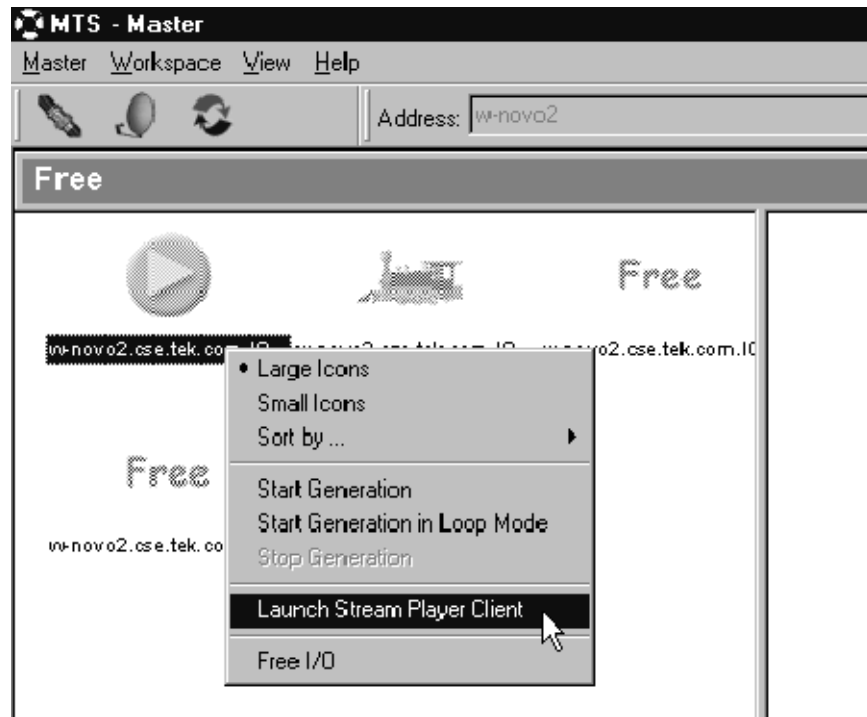 MTS - Master
Master Workspace View Help
Address: w-novo2
Free
Free
w-novo2.cse.tek.com.IO
w-novo2.cse.tek.com.IO
w-novo2.cse.tek.com.IO
Large Icons
Small Icons
Sort by ...
Free
Start Generation
Start Generation in Loop Mode
w-novo2.cse.tek.co
Stop Generation
Launch Stream Player Client
Free I/O